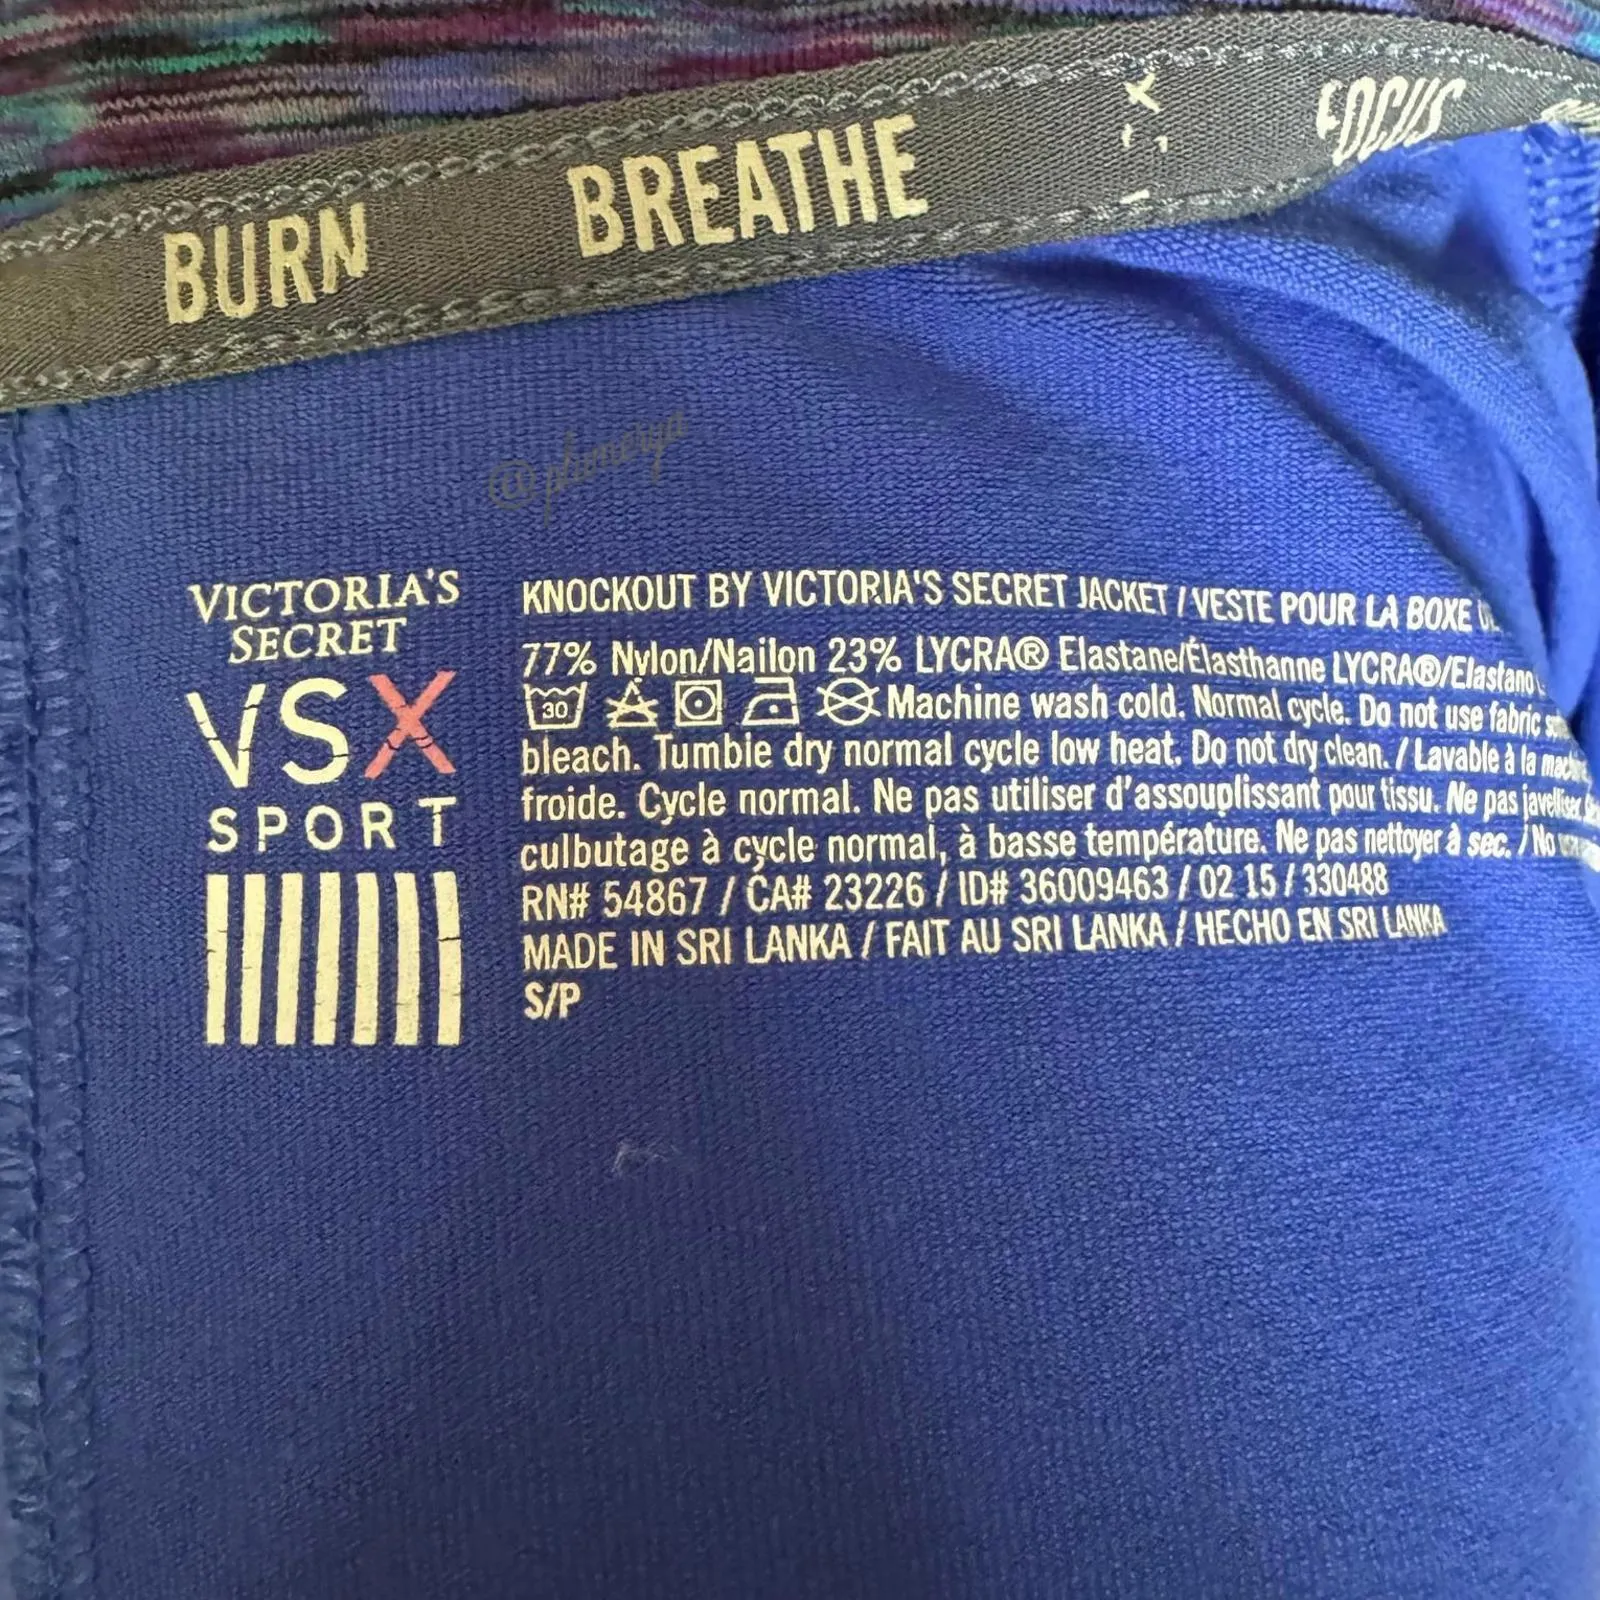 BURN BREATHE FOCUS
@plumerya
VICTORIA'S
SECRET
VSX
SPORT
KNOCKOUT BY VICTORIA'S SECRET JACKET / VESTE POUR LA BOXE
77% Nylon/Nailon 23% LYCRA® Elastane/Élasthanne LYCRA®/Elastano
30 Machine wash cold. Normal cycle. Do not use fabric
bleach. Tumble dry normal cycle low heat. Do not dry clean. / Lavable à la
froide. Cycle normal. Ne pas utiliser d'assouplissant pour tissu. Ne pas javelliser.
culbutage à cycle normal, à basse température. Ne pas nettoyer à sec. / No
RN# 54867 / CA# 23226 / ID# 36009463 / 02 15 / 330488
MADE IN SRI LANKA / FAIT AU SRI LANKA / HECHO EN SRI LANKA
S/P